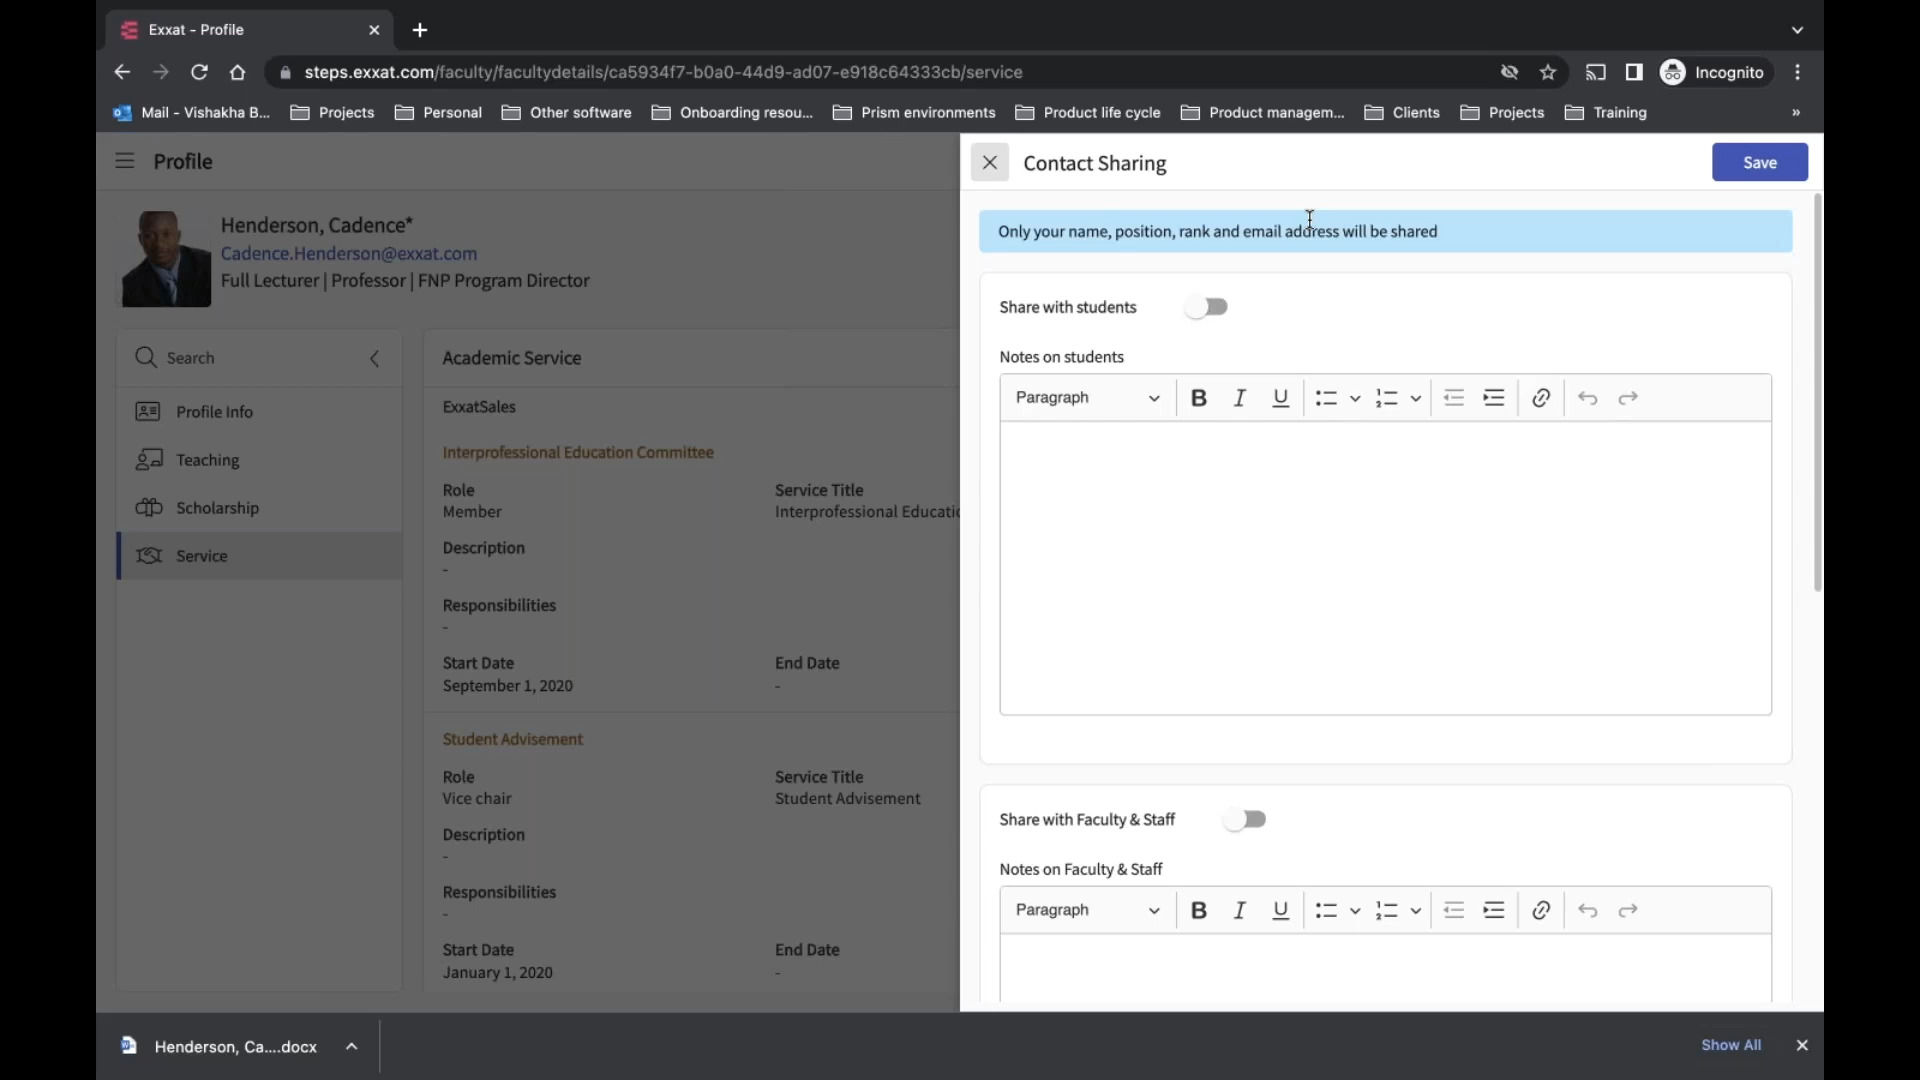 Exxat - Profile
steps.exxat.com/faculty/facultydetails/ca5934f7-b0a0-44d9-ad07-e918c64333cb/service
Incognito
Mail - Vishakha B...
Projects
Personal
Other software
Onboarding resou...
Prism environments
Product life cycle
Product managem...
Clients
Projects
Training
»
Profile
Henderson, Cadence*
Cadence.Henderson@exxat.com
Full Lecturer | Professor | FNP Program Director
Search
Profile Info
Teaching
Scholarship
Service
Academic Service
ExxatSales
Interprofessional Education Committee
Role
Service Title
Member
Interprofessional Educatio
Description
-
Responsibilities
-
Start Date
End Date
September 1, 2020
-
Student Advisement
Role
Service Title
Vice chair
Student Advisement
Description
-
Responsibilities
-
Start Date
End Date
January 1, 2020
-
Contact Sharing
Save
Only your name, position, rank and email address will be shared
Share with students
Notes on students
Paragraph
B I U
Share with Faculty & Staff
Notes on Faculty & Staff
Paragraph
B I U
Henderson, Ca....docx
Show All